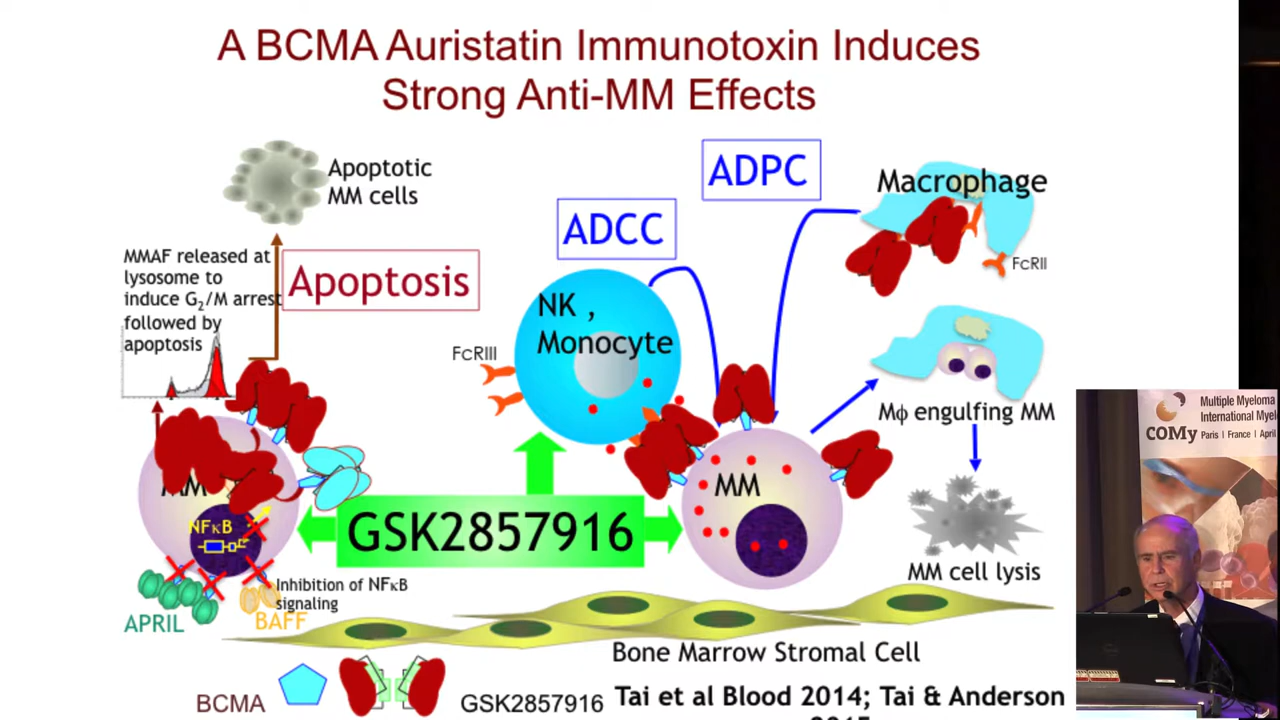 A BCMA Auristatin Immunotoxin Induces
Strong Anti-MM Effects
Apoptotic
MM cells
MMAF released at
lysosome to
induce G2/M arrest
followed by
apoptosis
Apoptosis
ADCC
ADPC
Macrophage
FcRII
NK ,
Monocyte
FcRIII
Mϕ engulfing MM
MM
MM
NFκB
GSK2857916
MM cell lysis
Inhibition of NFκB
signaling
APRIL
BAFF
Bone Marrow Stromal Cell
BCMA
GSK2857916
Tai et al Blood 2014; Tai & Anderson
Multiple Myeloma
International Myel
COMy
Paris | France | April